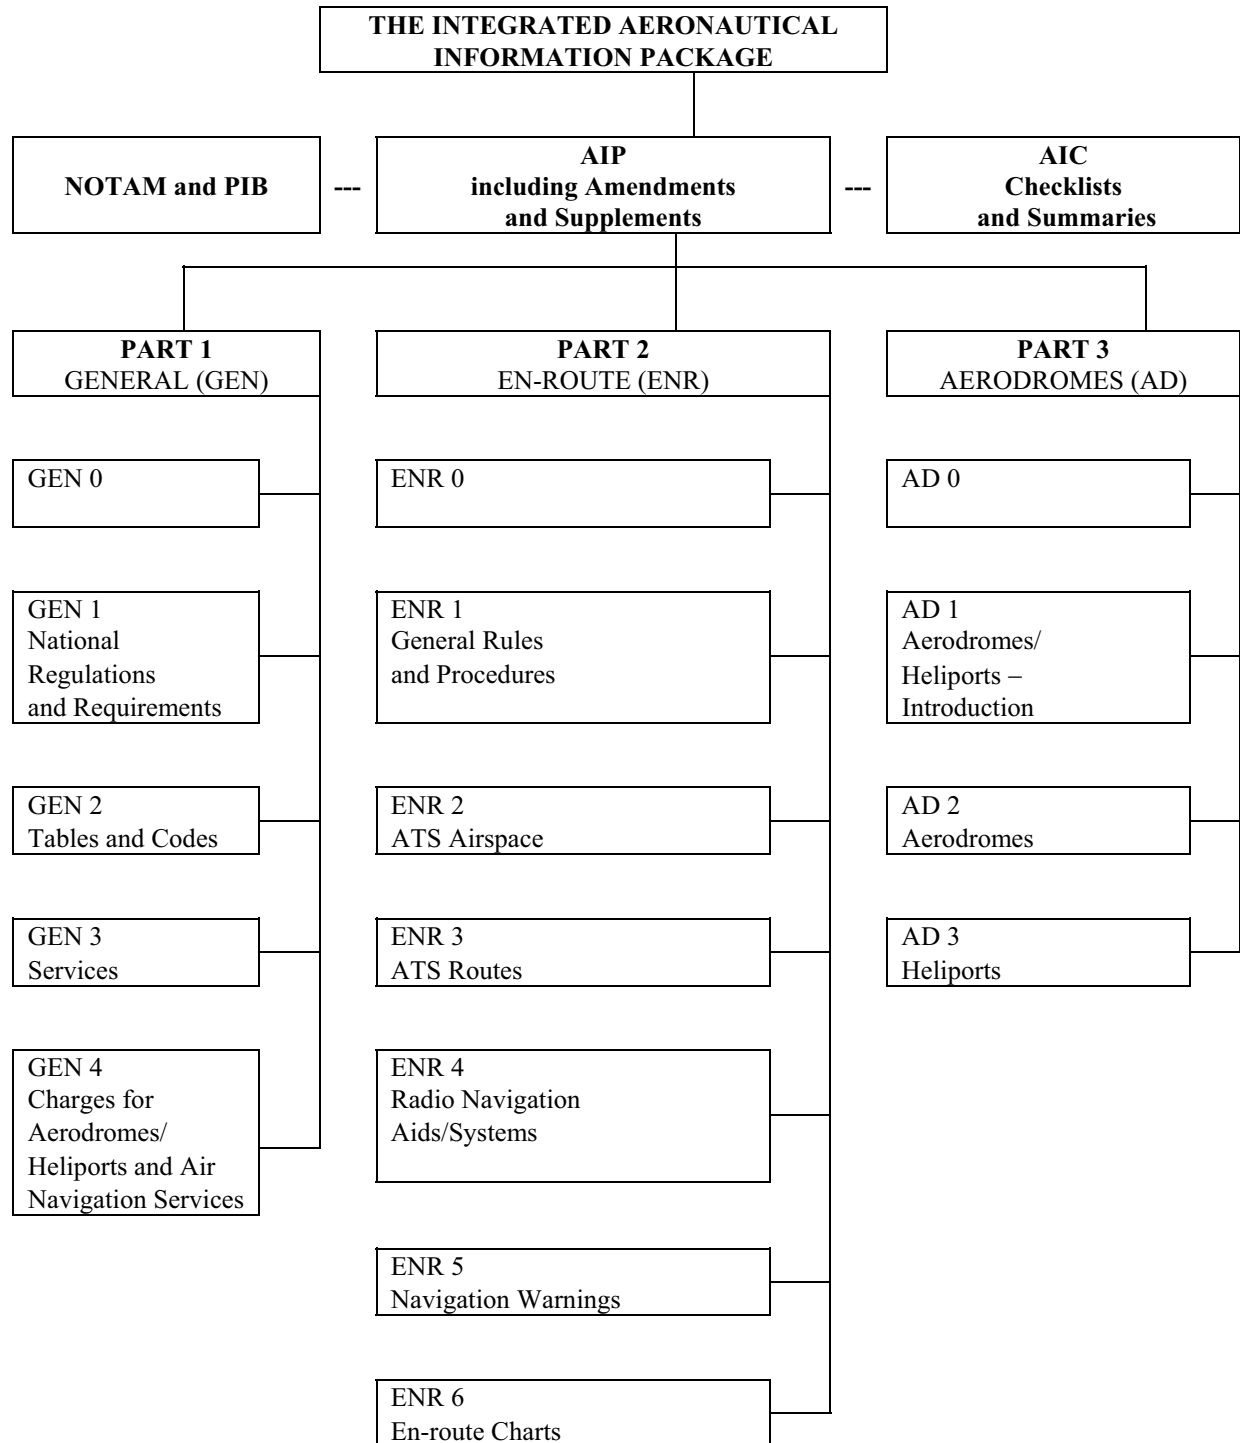 THE INTEGRATED AERONAUTICAL
INFORMATION PACKAGE
NOTAM and PIB
---
AIP
including Amendments
and Supplements
---
AIC
Checklists
and Summaries
PART 1
GENERAL (GEN)
PART 2
EN-ROUTE (ENR)
PART 3
AERODROMES (AD)
GEN 0
ENR 0
AD 0
GEN 1
National
Regulations
and Requirements
ENR 1
General Rules
and Procedures
AD 1
Aerodromes/
Heliports –
Introduction
GEN 2
Tables and Codes
ENR 2
ATS Airspace
AD 2
Aerodromes
GEN 3
Services
ENR 3
ATS Routes
AD 3
Heliports
GEN 4
Charges for
Aerodromes/
Heliports and Air
Navigation Services
ENR 4
Radio Navigation
Aids/Systems
ENR 5
Navigation Warnings
ENR 6
En-route Charts